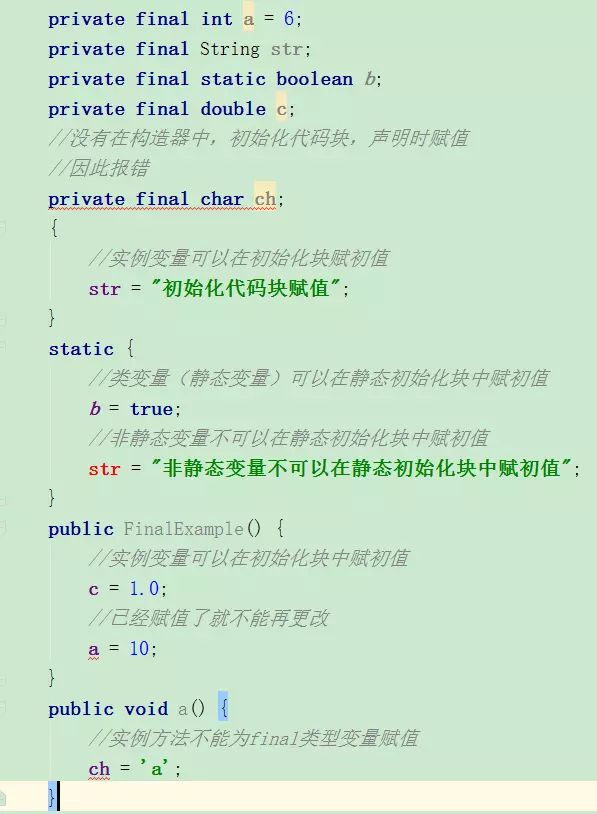 private final int a = 6;
private final String str;
private final static boolean b;
private final double c;
//没有在构造器中，初始化代码块，声明时赋值
//因此报错
private final char ch;
{
//实例变量可以在初始化块赋初值
str = "初始化代码块赋值";
}
static {
//类变量（静态变量）可以在静态初始化块中赋初值
b = true;
//非静态变量不可以在静态初始化块中赋初值
str = "非静态变量不可以在静态初始化块中赋初值";
}
public FinalExample() {
//实例变量可以在初始化块中赋初值
c = 1.0;
//已经赋值了就不能再更改
a = 10;
}
public void a() {
//实例方法不能为final类型变量赋值
ch = 'a';
}